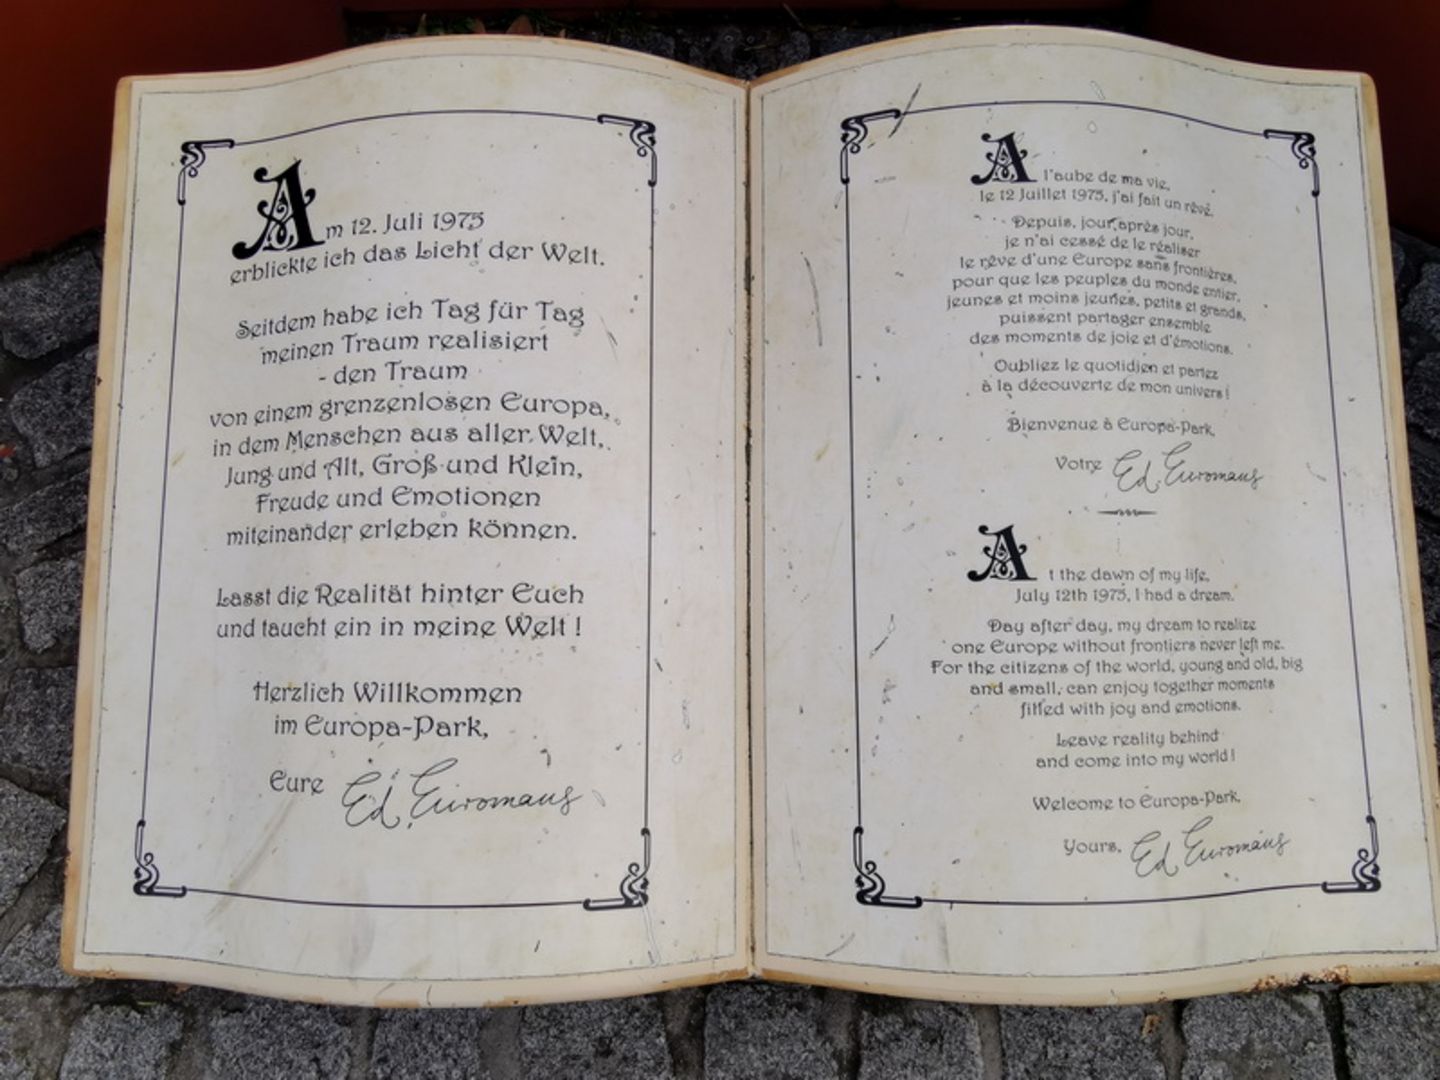 Am 12. Juli 1975
erblickte ich das Licht der Welt.
Seitdem habe ich Tag für Tag
meinen Traum realisiert
- den Traum
von einem grenzenlosen Europa,
in dem Menschen aus aller Welt,
Jung und Alt, Groß und Klein,
Freude und Emotionen
miteinander erleben können.
Lasst die Realität hinter Euch
und taucht ein in meine Welt !
Herzlich Willkommen
im Europa-Park,
Eure Ed Euromaus
A l'aube de ma vie,
le 12 Juillet 1975, j'ai fait un rêve.
Depuis, jour après jour,
je n'ai cessé de le réaliser
le rêve d'une Europe sans frontières,
pour que les peuples du monde entier,
jeunes et moins jeunes, petits et grands,
puissent partager ensemble
des moments de joie et d'émotions.
Oubliez le quotidien et partez
à la découverte de mon univers !
Bienvenue à Europa-Park,
Votre Ed Euromaus
At the dawn of my life,
July 12th 1975, I had a dream.
Day after day, my dream to realize
one Europe without frontiers never left me.
For the citizens of the world, young and old, big
and small, can enjoy together moments
filled with joy and emotions.
Leave reality behind
and come into my world !
Welcome to Europa-Park,
Yours, Ed Euromaus